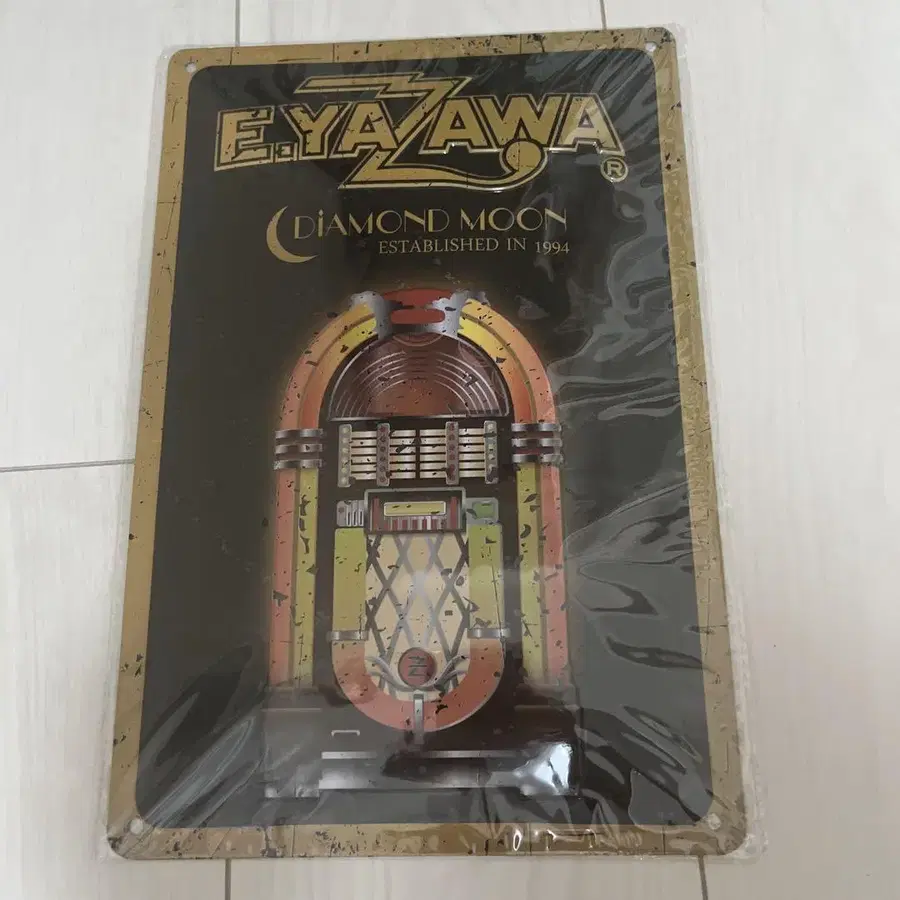 E.YAZAWA
®
DiAMOND MOON
ESTABLISHED IN 1994